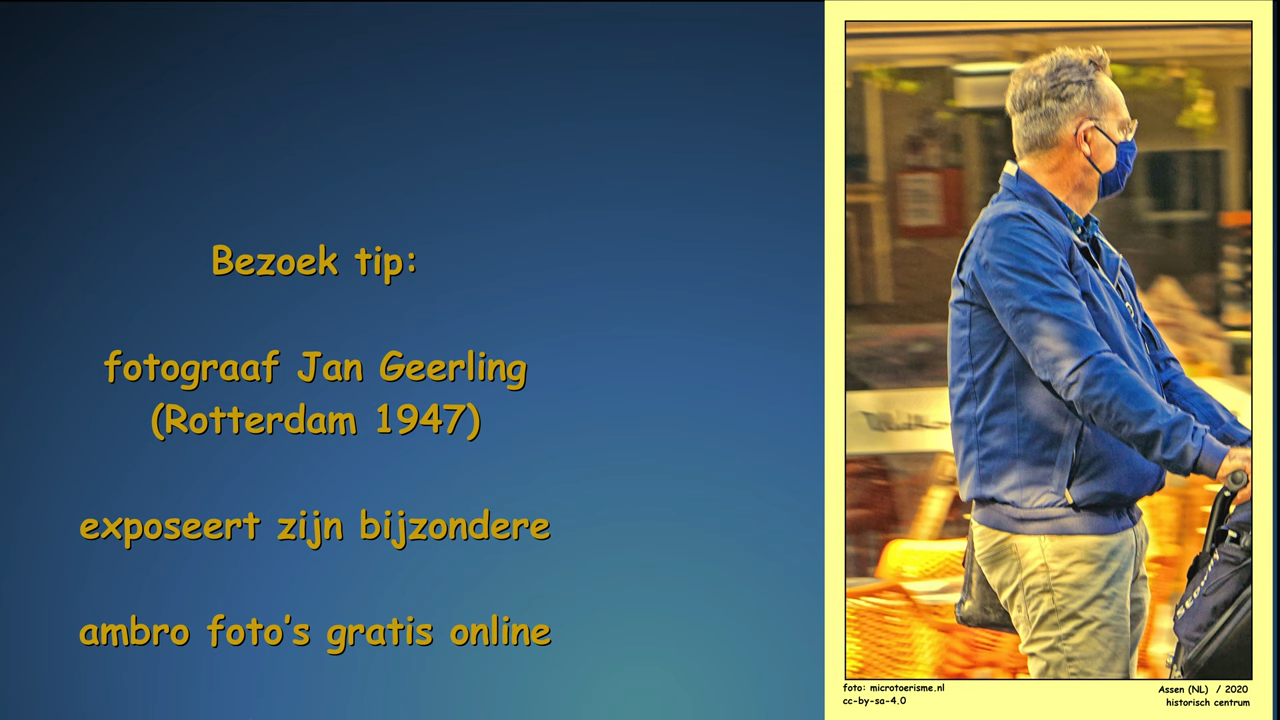 Bezoek tip:
fotograaf Jan Geerling
(Rotterdam 1947)
exposeert zijn bijzondere
ambro foto's gratis online
foto: microtoerisme.nl
cc-by-sa-4.0
Assen (NL) / 2020
historisch centrum